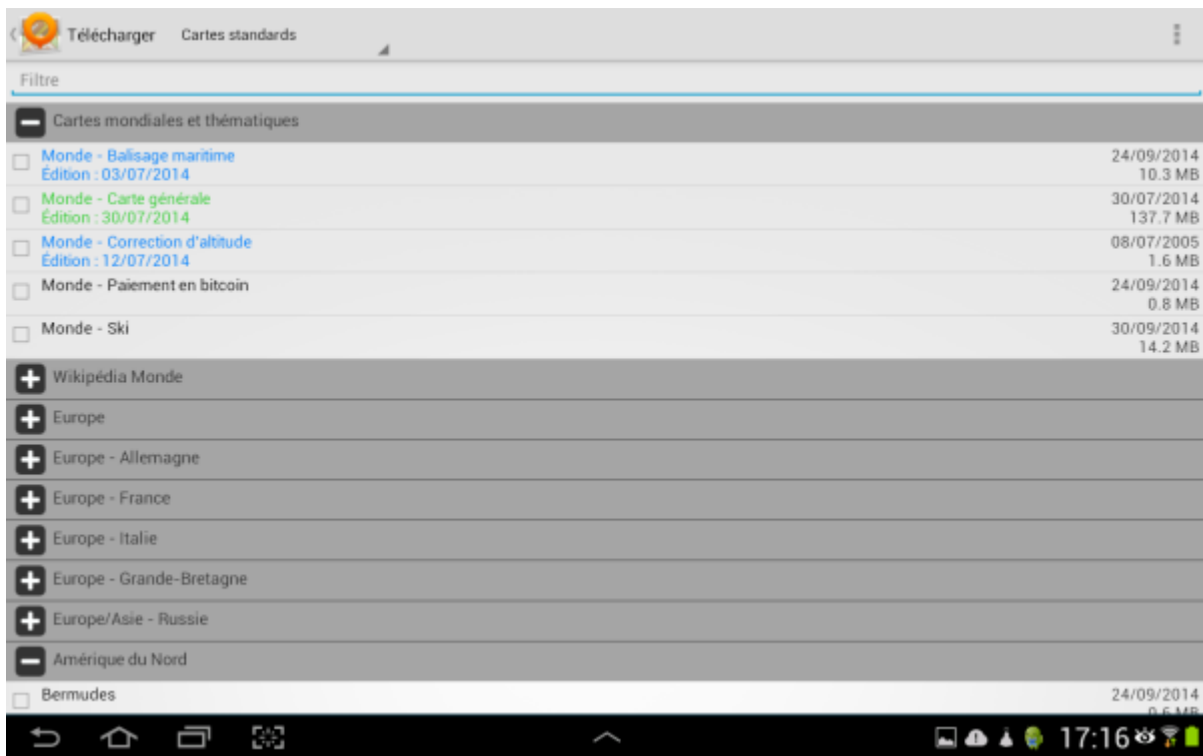 Télécharger Cartes standards
Filtre
Cartes mondiales et thématiques
Monde - Balisage maritime 24/09/2014
Édition : 03/07/2014 10.3 MB
Monde - Carte générale 30/07/2014
Édition : 30/07/2014 137.7 MB
Monde - Correction d'altitude 08/07/2005
Édition : 12/07/2014 1.6 MB
Monde - Paiement en bitcoin 24/09/2014
0.8 MB
Monde - Ski 30/09/2014
14.2 MB
Wikipédia Monde
Europe
Europe - Allemagne
Europe - France
Europe - Italie
Europe - Grande-Bretagne
Europe/Asie - Russie
Amérique du Nord
Bermudes 24/09/2014
0.6 MB
17:16